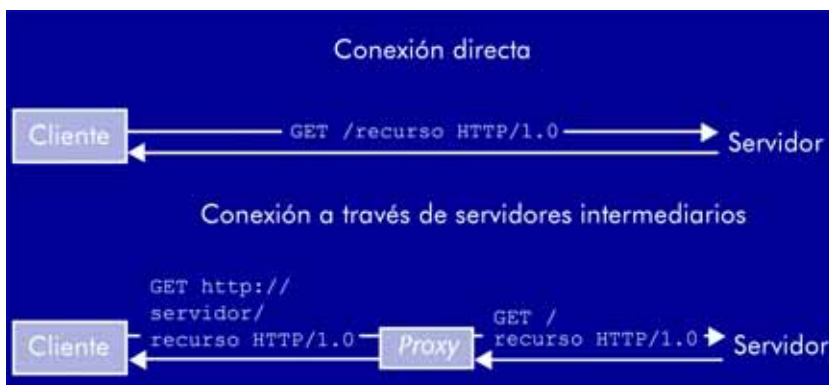 Conexión directa
Cliente
GET /recurso HTTP/1.0
Servidor
Conexión a través de servidores intermediarios
GET http://
servidor/
recurso HTTP/1.0
GET /
recurso HTTP/1.0
Cliente
Proxy
Servidor